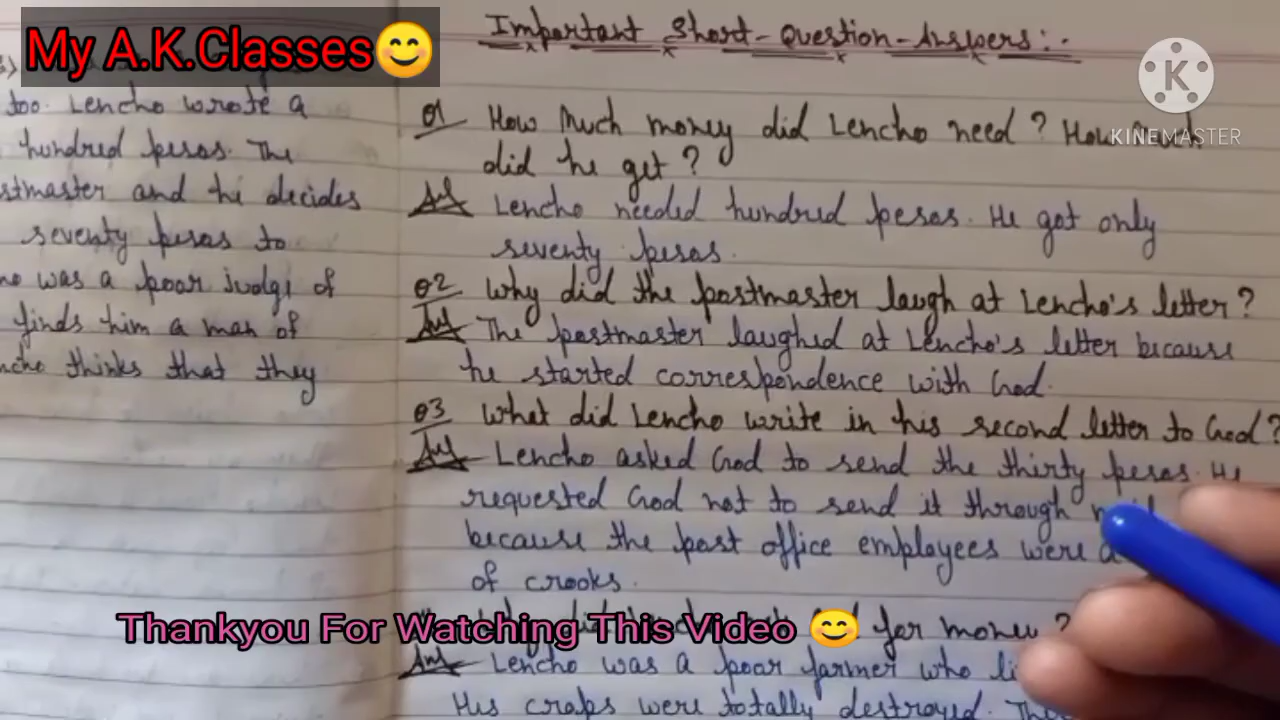 My A.K.Classes😊
K
KINEMASTER
too. Lencho wrote a
hundred pesos. The
stmaster and he decides
seventy pesos to
was a poor judge of
finds him a man of
ncho thinks that they
Important Short-Question-Answers:-
Q1 How Much money did Lencho need? How
did he get?
Ans Lencho needed hundred pesos. He got only
seventy pesos.
Q2 Why did the postmaster laugh at Lencho's letter?
Ans The postmaster laughed at Lencho's letter because
he started correspondence with God.
Q3 What did Lencho write in his second letter to God?
Ans Lencho asked God to send the thirty pesos. He
requested God not to send it through
because the post office employees were a
of crooks.
for money?
Thankyou For Watching This Video 😊
Ans Lencho was a poor farmer who li
His crops were totally destroyed. The